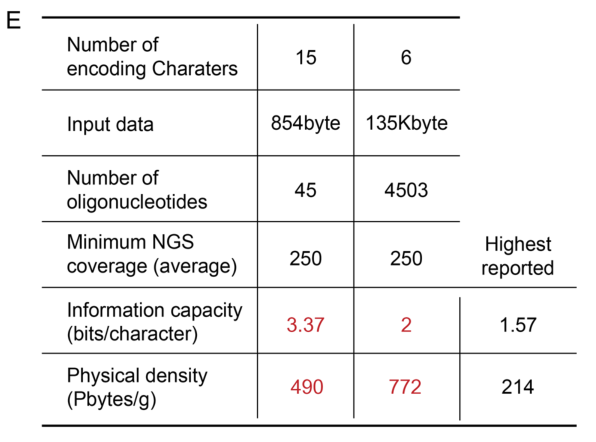 E
Number of
encoding Charaters
15
6
Input data
854byte
135Kbyte
Number of
oligonucleotides
45
4503
Minimum NGS
coverage (average)
250
250
Highest
reported
Information capacity
(bits/character)
3.37
2
1.57
Physical density
(Pbytes/g)
490
772
214